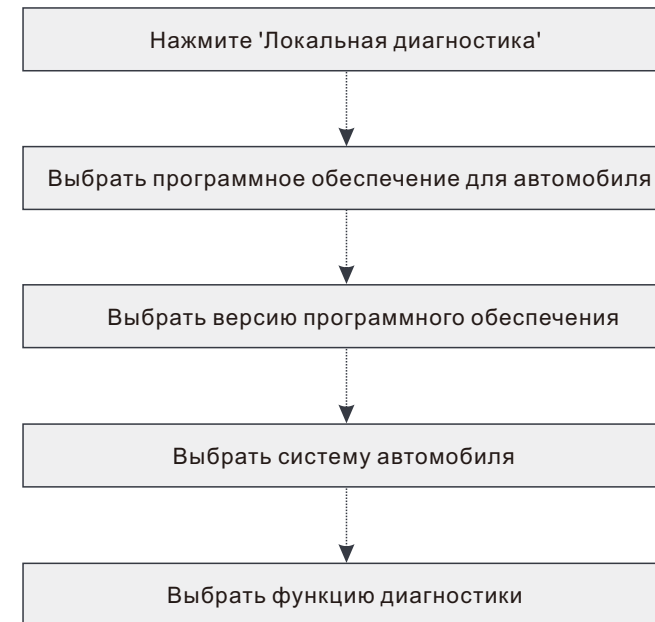 Нажмите 'Локальная диагностика'
Выбрать программное обеспечение для автомобиля
Выбрать версию программного обеспечения
Выбрать систему автомобиля
Выбрать функцию диагностики